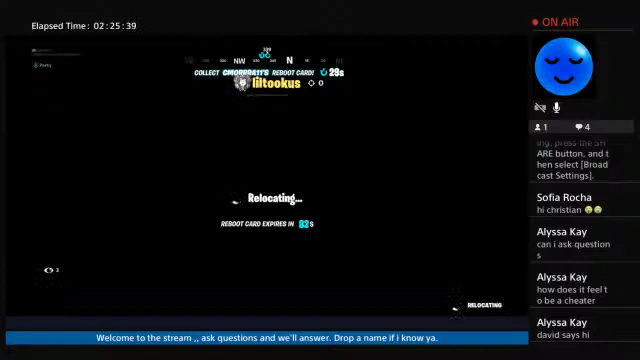 Elapsed Time : 02:25:39
ON AIR
NW
N
COLLECT CMORRRA11'S REBOOT CARD! 29s
liltookus 0
Party
Relocating...
REBOOT CARD EXPIRES IN 82s
RELOCATING
1 4
ing, press the SH
ARE button, and t
hen select [Broad
cast Settings].
Sofia Rocha
hi christian 😭😭
Alyssa Kay
can i ask question
s
Alyssa Kay
how does it feel t
o be a cheater
Alyssa Kay
david says hi
Welcome to the stream ,, ask questions and we'll answer. Drop a name if i know ya.